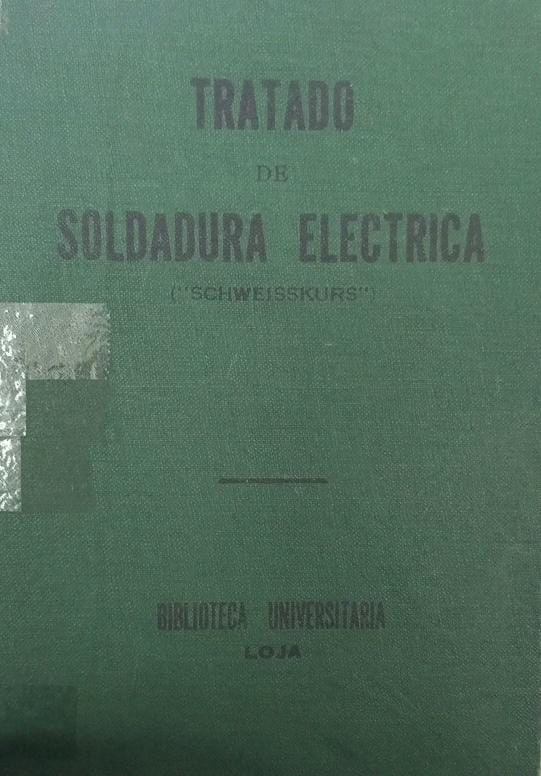 TRATADO
DE
SOLDADURA ELECTRICA
("SCHWEISSKURS")
BIBLIOTECA UNIVERSITARIA
LOJA